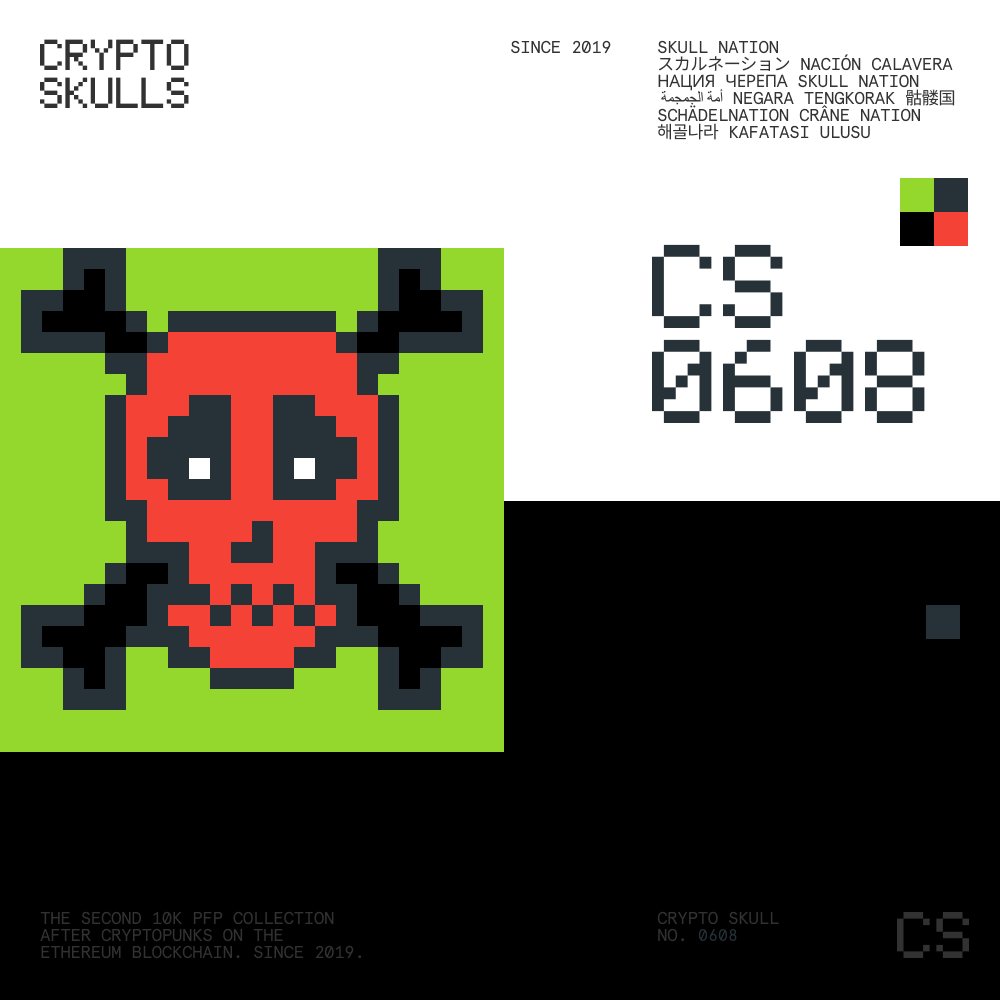 CRYPTO
SKULLS
SINCE 2019
SKULL NATION
スカルネーション NACIÓN CALAVERA
НАЦИЯ ЧЕРЕПА SKULL NATION
أمة الجمجمة NEGARA TENGKORAK 骷髅国
SCHÄDELNATION CRÂNE NATION
해골나라 KAFATASI ULUSU
CS
0608
THE SECOND 10K PFP COLLECTION
AFTER CRYPTOPUNKS ON THE
ETHEREUM BLOCKCHAIN. SINCE 2019.
CRYPTO SKULL
NO. 0608
CS